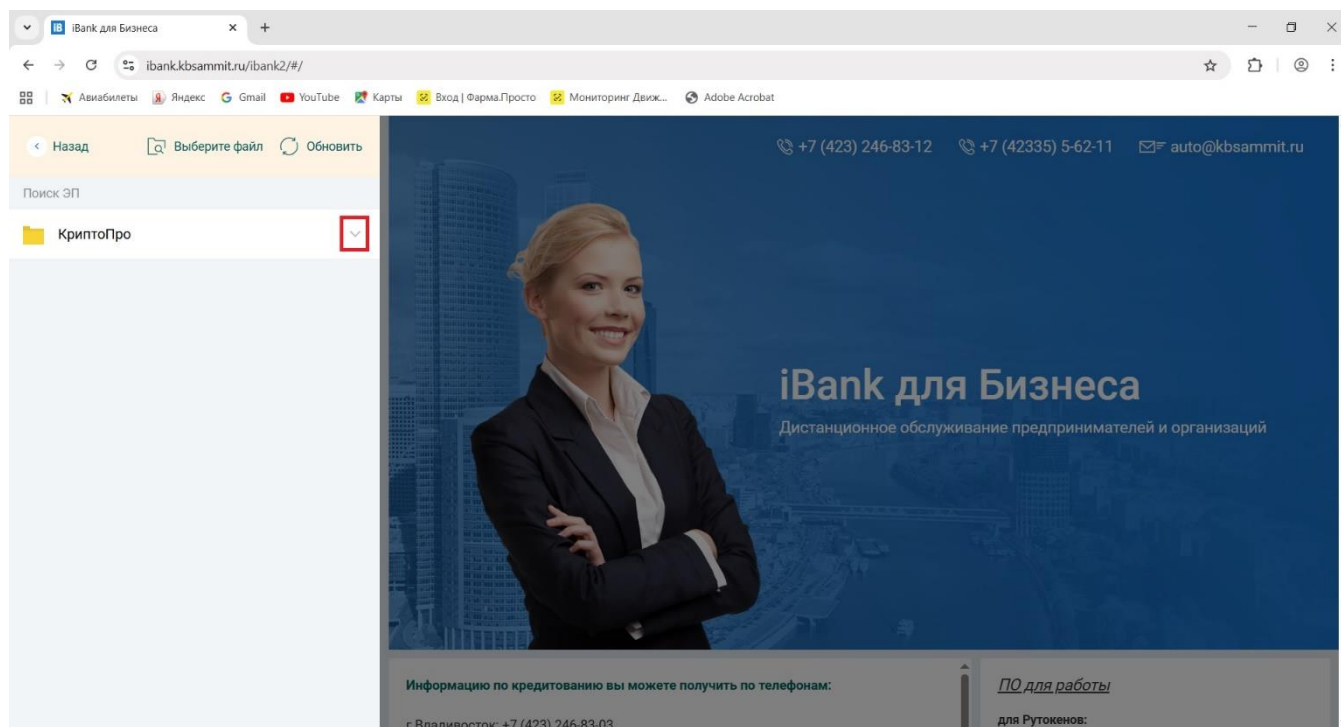 iB iBank для Бизнеса
ibank.kbsammit.ru/ibank2/#/
Авиабилеты Яндекс Gmail YouTube Карты Вход | Фарма.Просто Мониторинг Движ... Adobe Acrobat
Назад Выберите файл Обновить
+7 (423) 246-83-12 +7 (42335) 5-62-11 auto@kbsammit.ru
Поиск ЭП
КриптоПро
iBank для Бизнеса
Дистанционное обслуживание предпринимателей и организаций
Информацию по кредитованию вы можете получить по телефонам:
г.Владивосток: +7 (423) 246-83-03
ПО для работы
для Рутокенов: